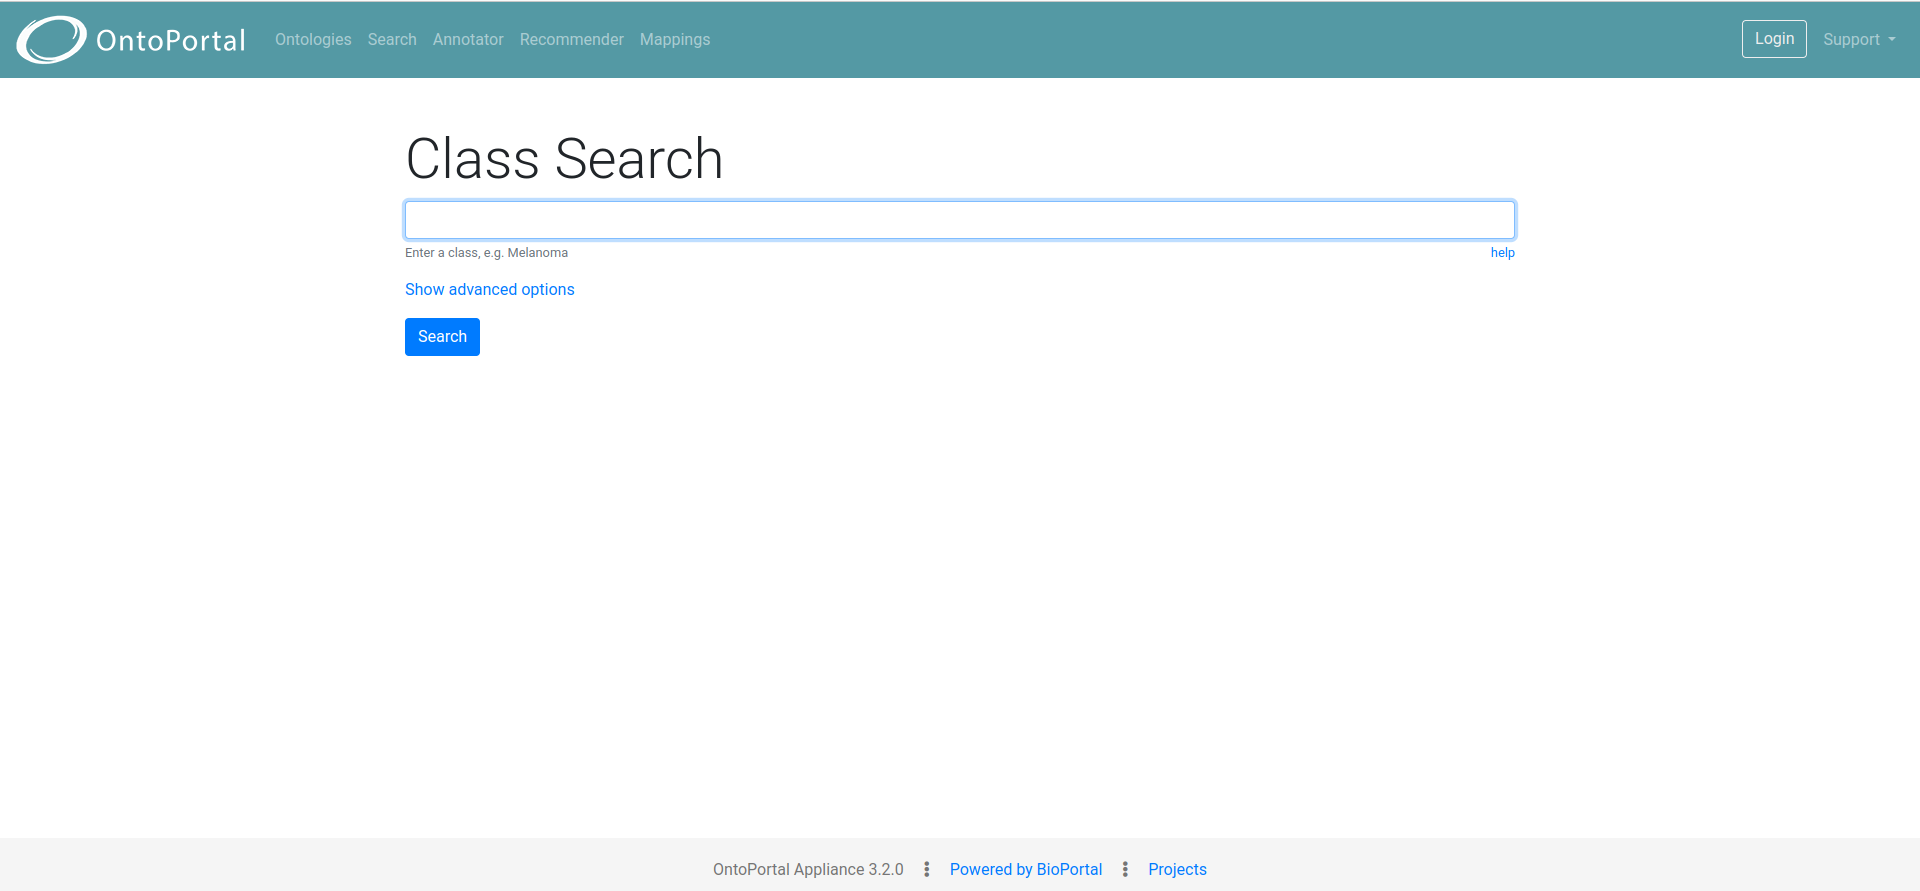 OntoPortal Ontologies Search Annotator Recommender Mappings Login Support
Class Search
Enter a class, e.g. Melanoma help
Show advanced options
Search
OntoPortal Appliance 3.2.0 Powered by BioPortal Projects